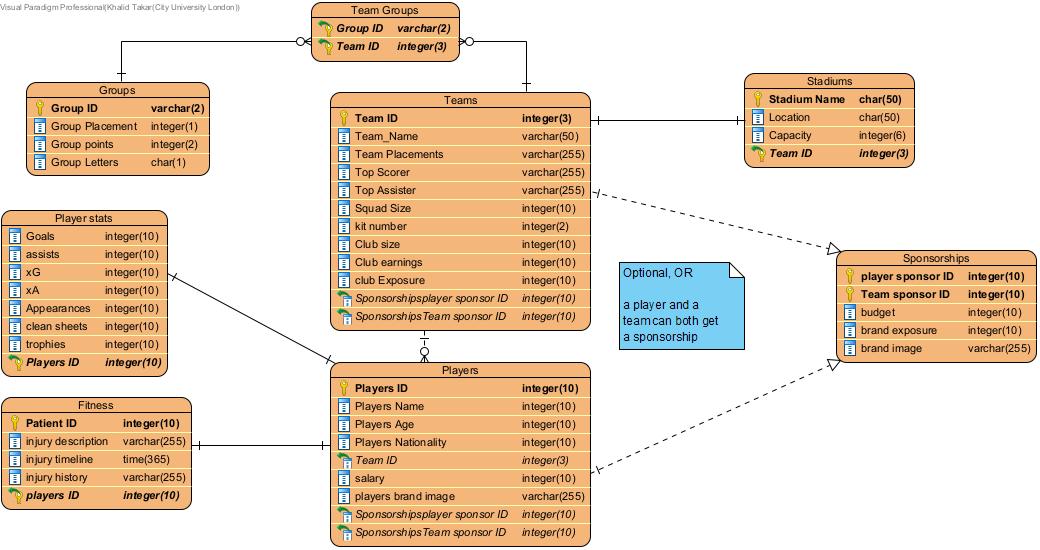 Visual Paradigm Professional(Khalid Takar(City University London))
Team Groups
Group ID varchar(2)
Team ID integer(3)
Groups
Group ID varchar(2)
Group Placement integer(1)
Group points integer(2)
Group Letters char(1)
Teams
Team ID integer(3)
Team_Name varchar(50)
Team Placements varchar(255)
Top Scorer varchar(255)
Top Assister varchar(255)
Squad Size integer(10)
kit number integer(2)
Club size integer(10)
Club earnings integer(10)
club Exposure integer(10)
Sponsorshipsplayer sponsor ID integer(10)
SponsorshipsTeam sponsor ID integer(10)
Stadiums
Stadium Name char(50)
Location char(50)
Capacity integer(6)
Team ID integer(3)
Player stats
Goals integer(10)
assists integer(10)
xG integer(10)
xA integer(10)
Appearances integer(10)
clean sheets integer(10)
trophies integer(10)
Players ID integer(10)
Sponsorships
player sponsor ID integer(10)
Team sponsor ID integer(10)
budget integer(10)
brand exposure integer(10)
brand image varchar(255)
Optional, OR
a player and a
team can both get
a sponsorship
Players
Players ID integer(10)
Players Name integer(10)
Players Age integer(10)
Players Nationality integer(10)
Team ID integer(3)
salary integer(10)
players brand image varchar(255)
Sponsorshipsplayer sponsor ID integer(10)
SponsorshipsTeam sponsor ID integer(10)
Fitness
Patient ID integer(10)
injury description varchar(255)
injury timeline time(365)
injury history varchar(255)
players ID integer(10)